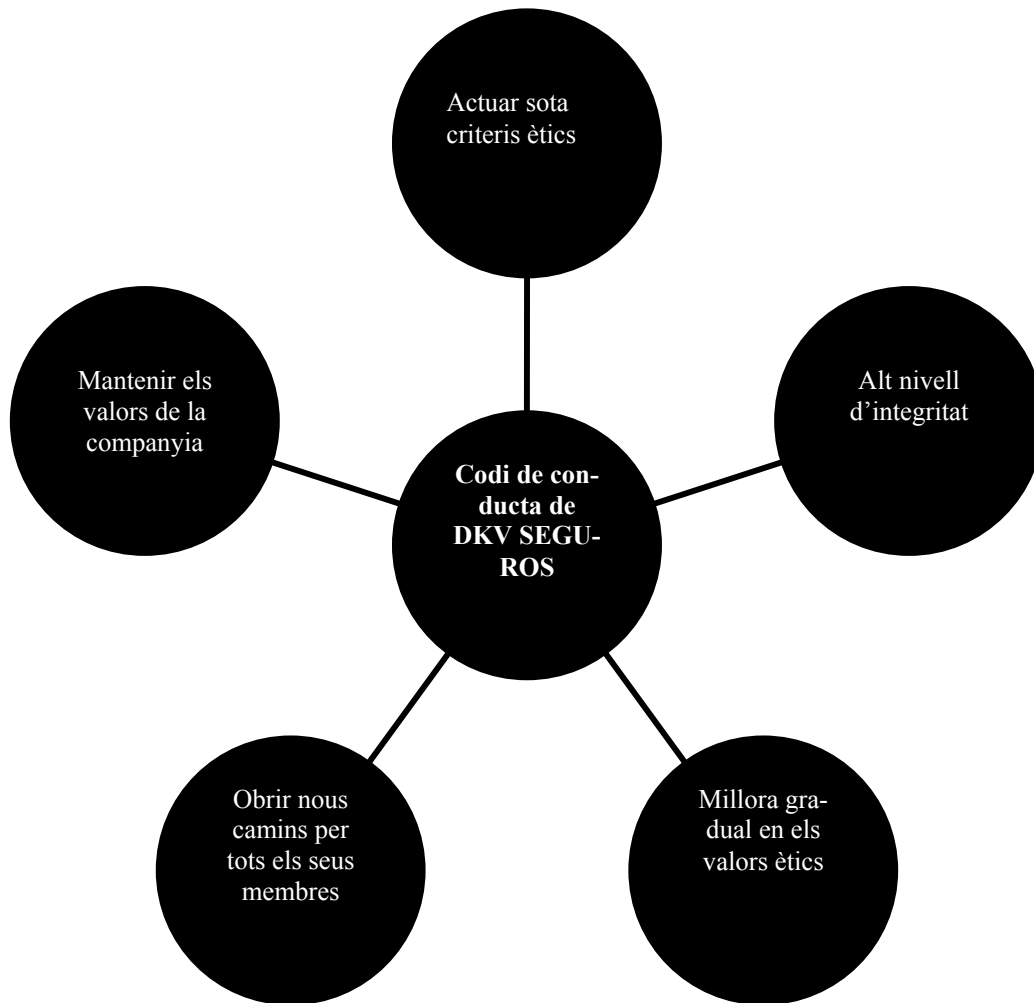 Actuar sota
criteris ètics
Mantenir els
valors de la
companyia
Alt nivell
d’integritat
Codi de con-
ducta de
DKV SEGU-
ROS
Obrir nous
camins per
tots els seus
membres
Millora gra-
dual en els
valors ètics